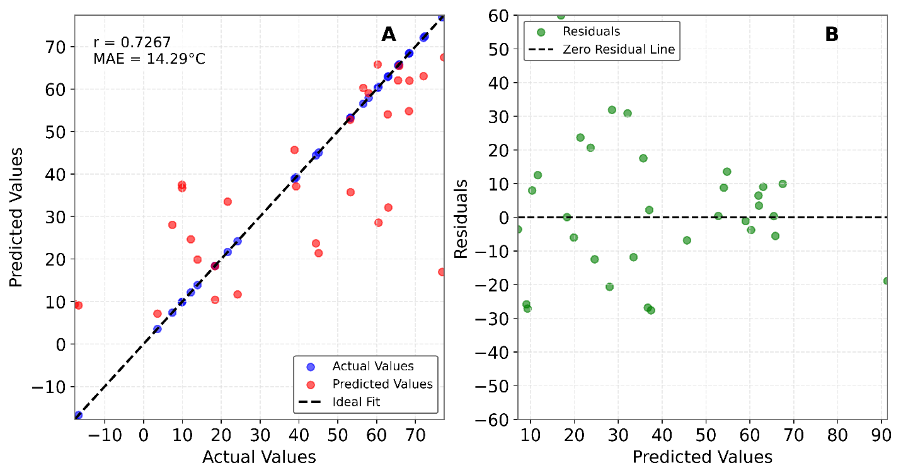 A
r = 0.7267
MAE = 14.29°C
Predicted Values
70
60
50
40
30
20
10
0
−10
Actual Values
Predicted Values
Ideal Fit
−10 0 10 20 30 40 50 60 70
Actual Values
B
Residuals
Zero Residual Line
Residuals
60
50
40
30
20
10
0
−10
−20
−30
−40
−50
−60
10 20 30 40 50 60 70 80 90
Predicted Values